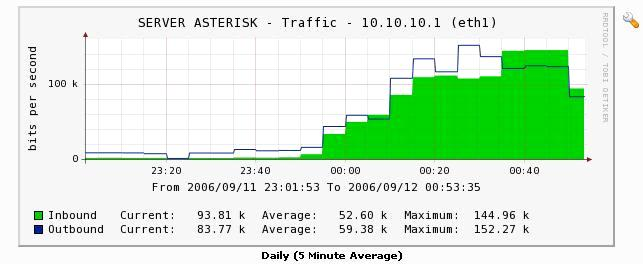 SERVER ASTERISK - Traffic - 10.10.10.1 (eth1)
RRDTOOL / TOBI OETIKER
bits per second
100 k
0
23:20 23:40 00:00 00:20 00:40
From 2006/09/11 23:01:53 To 2006/09/12 00:53:35
Inbound Current: 93.81 k Average: 52.60 k Maximum: 144.96 k
Outbound Current: 83.77 k Average: 59.38 k Maximum: 152.27 k
Daily (5 Minute Average)